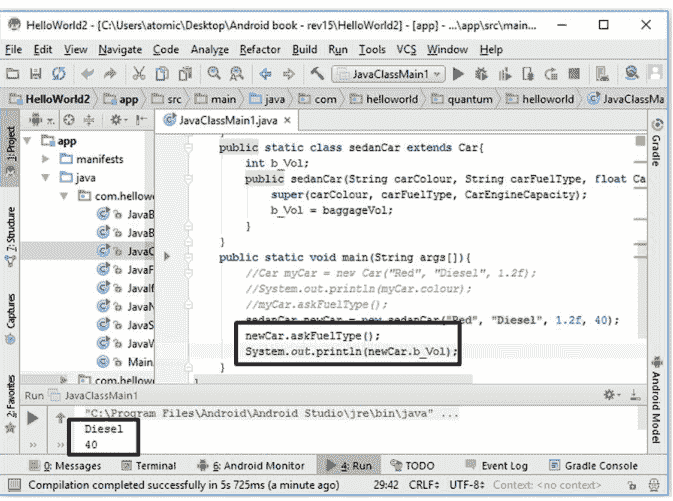 HelloWorld2 - [C:\Users\atomic\Desktop\Android book - rev15\HelloWorld2] - [app] - ...\app\src\main...
File Edit View Navigate Code Analyze Refactor Build Run Tools VCS Window Help
JavaClassMain1
HelloWorld2 app src main java com helloworld quantum helloworld JavaClassMa
JavaClassMain1.java ×
1: Project
7: Structure
Captures
2: Favorites
app
manifests
java
com.hellow
JavaB
JavaB
JavaC
JavaF
JavaIf
JavaN
JavaS
JavaV
Main
com.hellow
public static class sedanCar extends Car{
int b_Vol;
public sedanCar(String carColour, String carFuelType, float Ca
super(carColour, carFuelType, CarEngineCapacity);
b_Vol = baggageVol;
}
}
public static void main(String args[]){
//Car myCar = new Car("Red", "Diesel", 1.2f);
//System.out.println(myCar.colour);
//myCar.askFuelType();
sedanCar newCar = new sedanCar("Red", "Diesel", 1.2f, 40);
newCar.askFuelType();
System.out.println(newCar.b_Vol);
}
Gradle
Android Model
Run JavaClassMain1
"C:\Program Files\Android\Android Studio\jre\bin\java" ...
Diesel
40
0: Messages Terminal 6: Android Monitor 4: Run TODO Event Log Gradle Console
Compilation completed successfully in 5s 725ms (a minute ago) 29:42 CRLF UTF-8 Context: <no context>